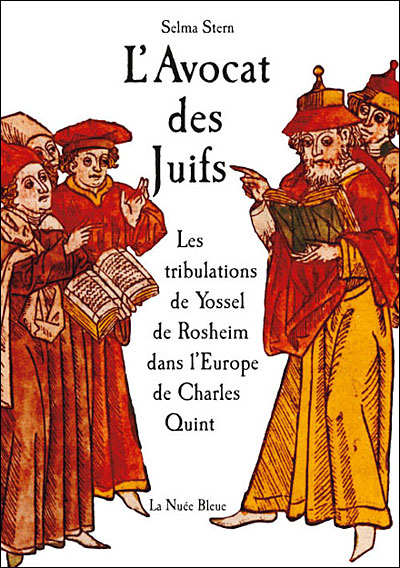 Selma Stern
L'Avocat
des
Juifs
Les
tribulations
de Yossel
de Rosheim
dans l'Europe
de Charles
Quint
La Nuée Bleue